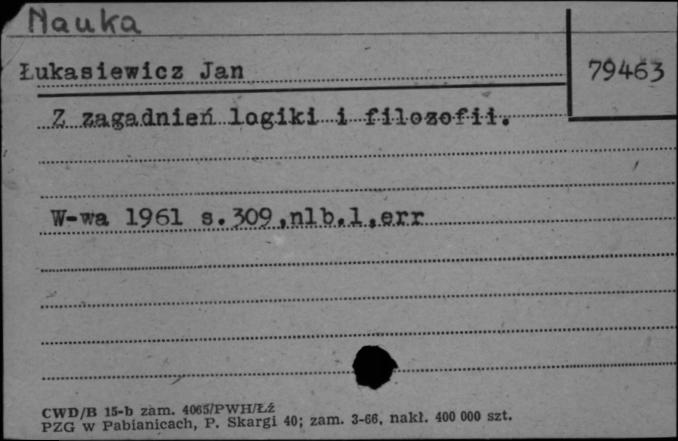 Nauka
Łukasiewicz Jan
79463
Z zagadnień logiki i filozofii.
W-wa 1961 s.309,nlb.1,err
CWD/B 15-b zam. 4065/PWH/Łź
PZG w Pabianicach, P. Skargi 40; zam. 3-66, nakł. 400 000 szt.